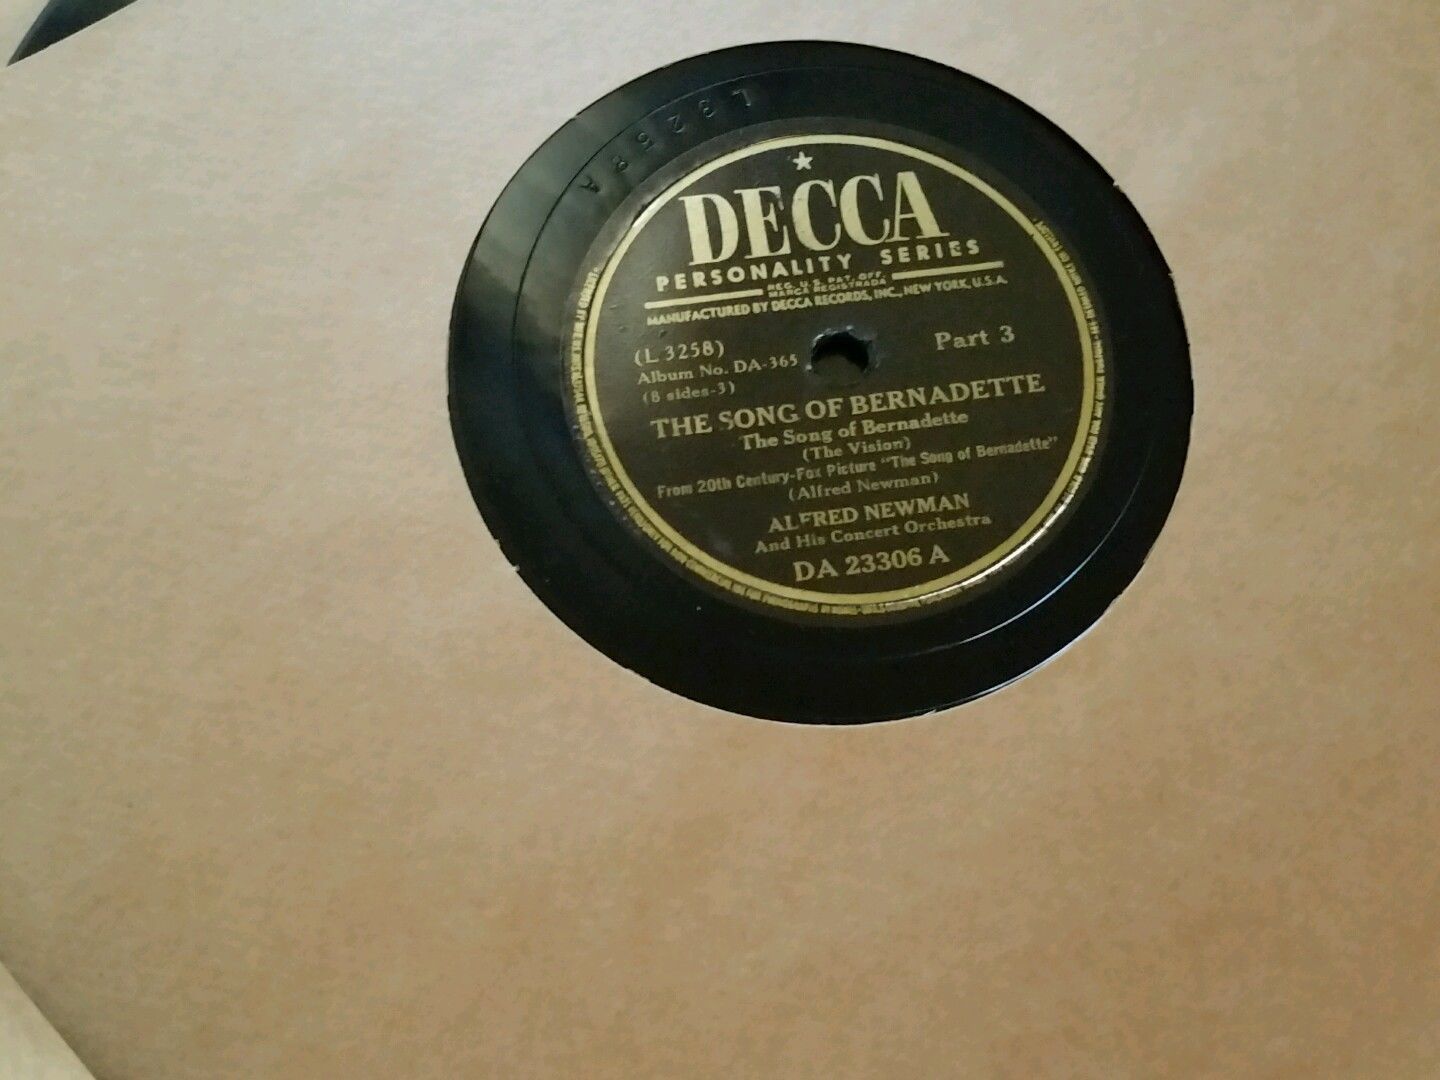 L 3258 A
DECCA
PERSONALITY SERIES
REG. U.S. PAT. OFF.
MARCA REGISTRADA
MANUFACTURED BY DECCA RECORDS, INC., NEW YORK, U.S.A.
(L 3258)
Part 3
Album No. DA-365
(8 sides-3)
THE SONG OF BERNADETTE
The Song of Bernadette
(The Vision)
From 20th Century-Fox Picture "The Song of Bernadette"
(Alfred Newman)
ALFRED NEWMAN
And His Concert Orchestra
DA 23306 A